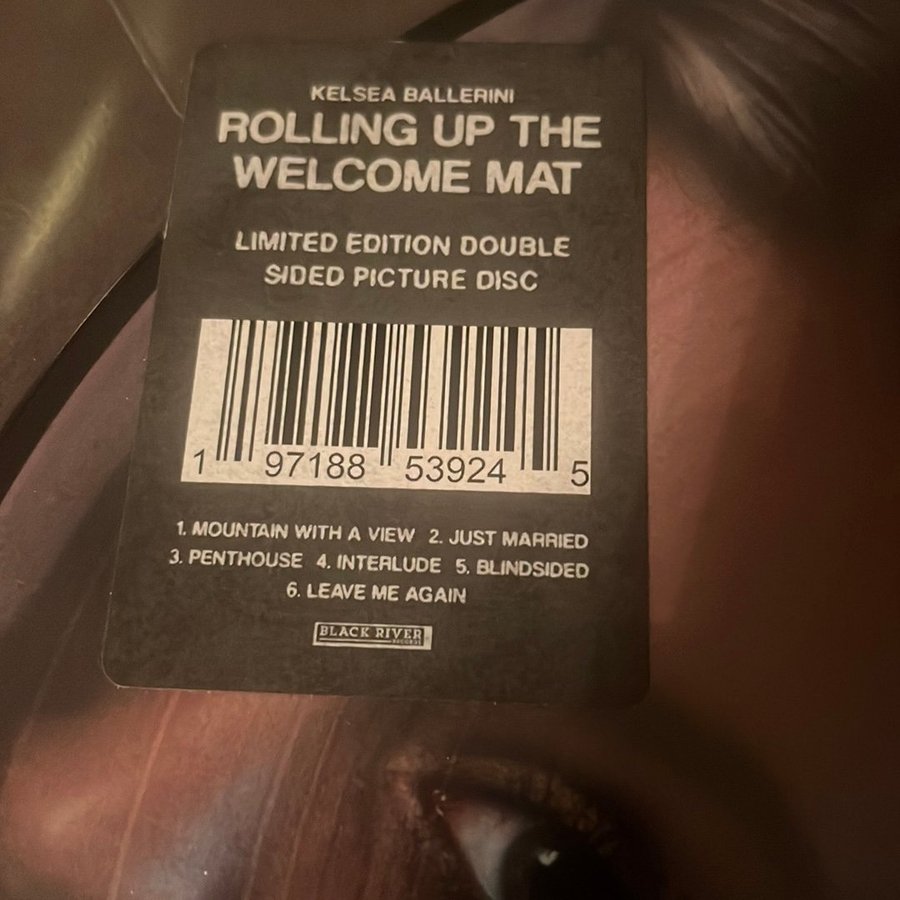 KELSEA BALLERINI
ROLLING UP THE
WELCOME MAT
LIMITED EDITION DOUBLE
SIDED PICTURE DISC
1 97188 53924 5
1. MOUNTAIN WITH A VIEW 2. JUST MARRIED
3. PENTHOUSE 4. INTERLUDE 5. BLINDSIDED
6. LEAVE ME AGAIN
BLACK RIVER
RECORDS